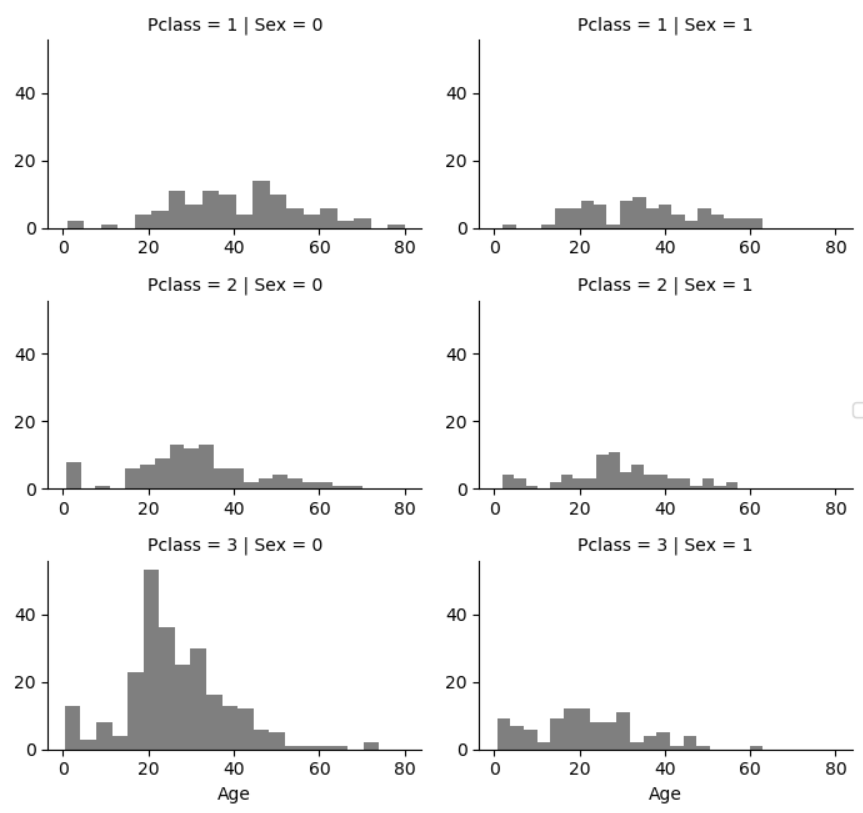 Pclass = 1 | Sex = 0
Pclass = 1 | Sex = 1
40
20
0
0 20 40 60 80
40
20
0
0 20 40 60 80
Pclass = 2 | Sex = 0
Pclass = 2 | Sex = 1
40
20
0
0 20 40 60 80
40
20
0
0 20 40 60 80
Pclass = 3 | Sex = 0
Pclass = 3 | Sex = 1
40
20
0
0 20 40 60 80
Age
40
20
0
0 20 40 60 80
Age